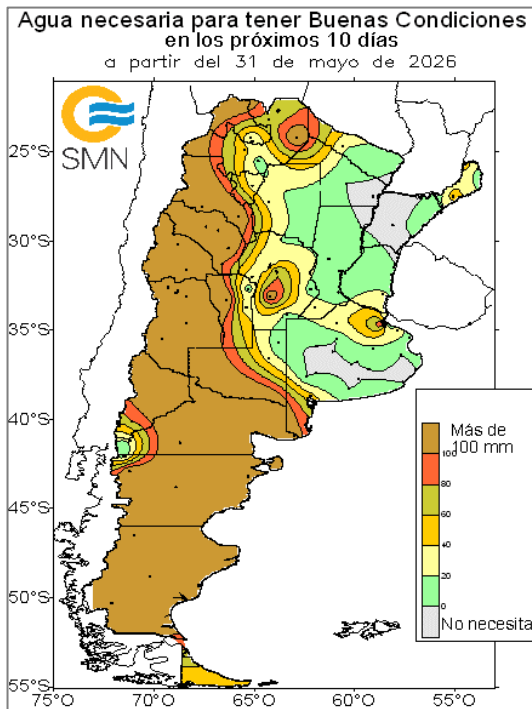 Agua necesaria para tener Buenas Condiciones
en los próximos 10 días
a partir del 31 de mayo de 2026
SMN
25°S
30°S
35°S
40°S
45°S
50°S
55°S
75°O
70°O
65°O
60°O
55°O
Más de
100 mm
100
80
60
40
20
0
No necesita